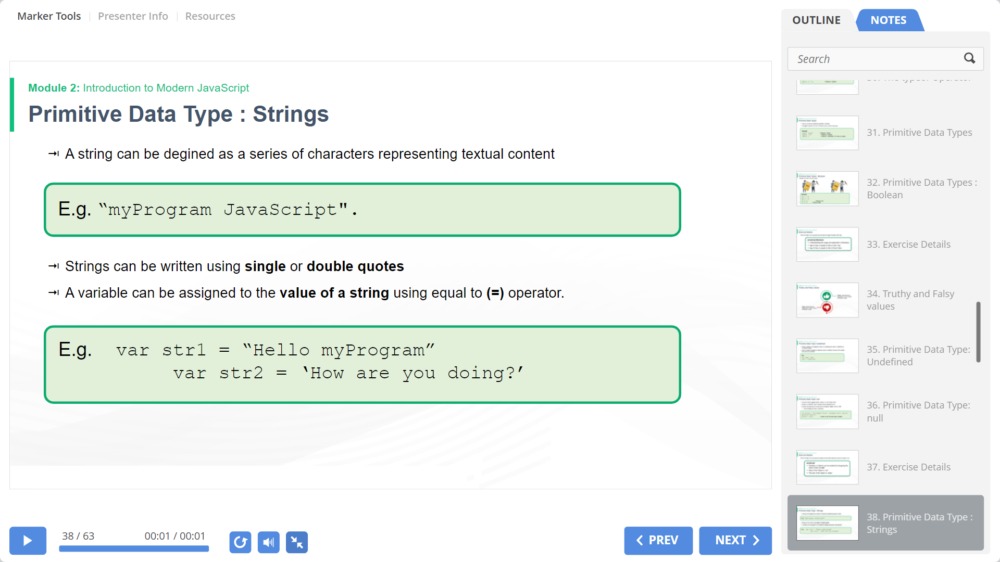 Marker Tools
Presenter Info
Resources
OUTLINE
NOTES
Search
Module 2: Introduction to Modern JavaScript
Primitive Data Type : Strings
A string can be degined as a series of characters representing textual content
E.g. “myProgram JavaScript".
Strings can be written using single or double quotes
A variable can be assigned to the value of a string using equal to (=) operator.
E.g. var str1 = “Hello myProgram”
var str2 = ‘How are you doing?’
31. Primitive Data Types
32. Primitive Data Types :
Boolean
33. Exercise Details
34. Truthy and Falsy
values
35. Primitive Data Type:
Undefined
36. Primitive Data Type:
null
37. Exercise Details
38. Primitive Data Type :
Strings
38 / 63
00:01 / 00:01
PREV
NEXT